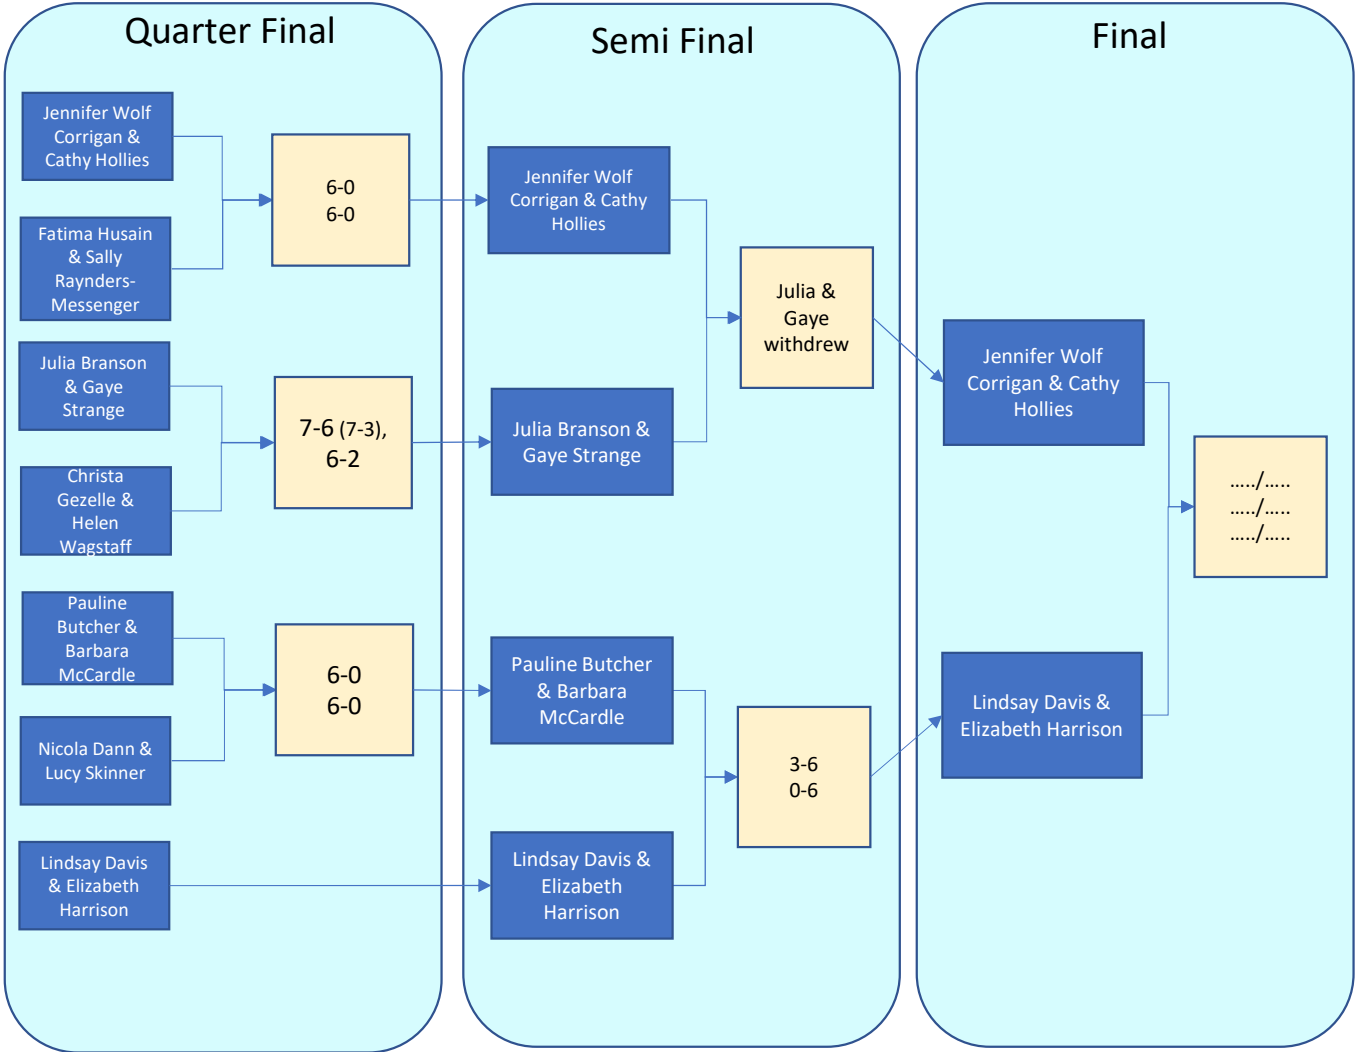 Quarter Final
Jennifer Wolf
Corrigan &
Cathy Hollies
6-0
6-0
Fatima Husain
& Sally
Raynders-
Messenger
Julia Branson
& Gaye
Strange
7-6 (7-3),
6-2
Christa
Gezelle &
Helen
Wagstaff
Pauline
Butcher &
Barbara
McCardle
6-0
6-0
Nicola Dann &
Lucy Skinner
Lindsay Davis
& Elizabeth
Harrison
Semi Final
Jennifer Wolf
Corrigan & Cathy
Hollies
Julia &
Gaye
withdrew
Julia Branson &
Gaye Strange
Pauline Butcher
& Barbara
McCardle
3-6
0-6
Lindsay Davis &
Elizabeth
Harrison
Final
Jennifer Wolf
Corrigan & Cathy
Hollies
...../.....
...../.....
...../.....
Lindsay Davis &
Elizabeth Harrison